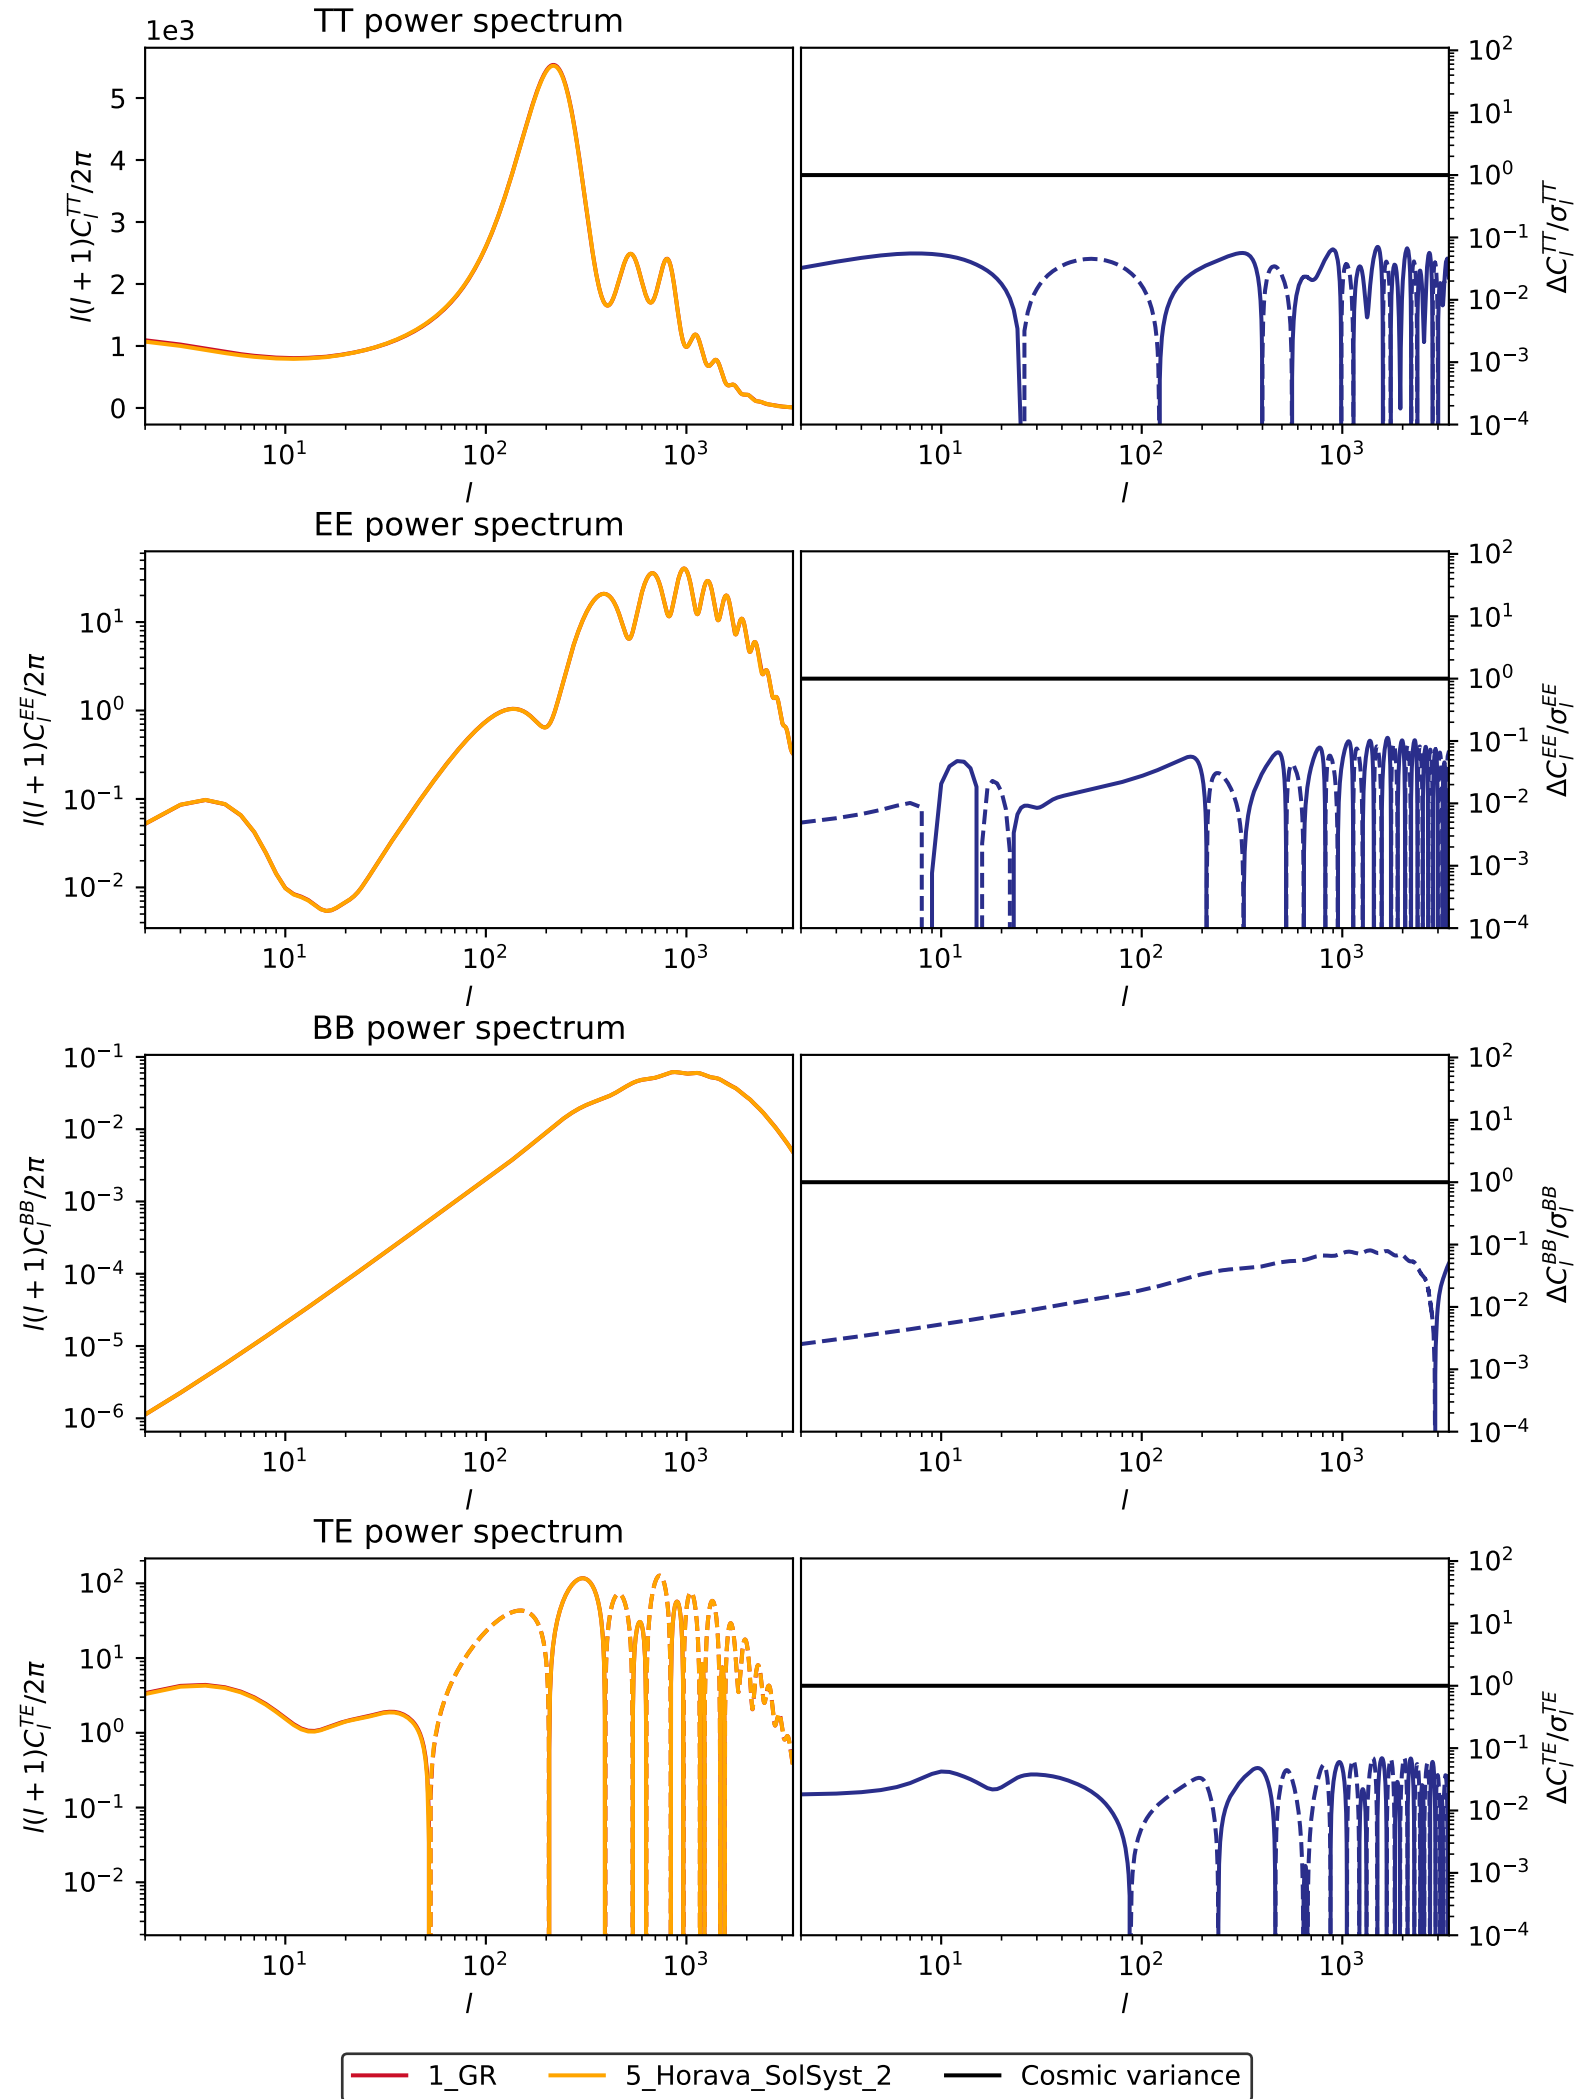 TT power spectrum
1e3
5
4
3
2
1
0
l(l + 1)C_l^{TT}/2π
10^1 10^2 10^3
l
10^2
10^1
10^0
10^{-1}
10^{-2}
10^{-3}
10^{-4}
ΔC_l^{TT}/σ_l^{TT}
10^1 10^2 10^3
l
EE power spectrum
10^1
10^0
10^{-1}
10^{-2}
l(l + 1)C_l^{EE}/2π
10^1 10^2 10^3
l
10^2
10^1
10^0
10^{-1}
10^{-2}
10^{-3}
10^{-4}
ΔC_l^{EE}/σ_l^{EE}
10^1 10^2 10^3
l
BB power spectrum
10^{-1}
10^{-2}
10^{-3}
10^{-4}
10^{-5}
10^{-6}
l(l + 1)C_l^{BB}/2π
10^1 10^2 10^3
l
10^2
10^1
10^0
10^{-1}
10^{-2}
10^{-3}
10^{-4}
ΔC_l^{BB}/σ_l^{BB}
10^1 10^2 10^3
l
TE power spectrum
10^2
10^1
10^0
10^{-1}
10^{-2}
l(l + 1)C_l^{TE}/2π
10^1 10^2 10^3
l
10^2
10^1
10^0
10^{-1}
10^{-2}
10^{-3}
10^{-4}
ΔC_l^{TE}/σ_l^{TE}
10^1 10^2 10^3
l
1_GR 5_Horava_SolSyst_2 Cosmic variance